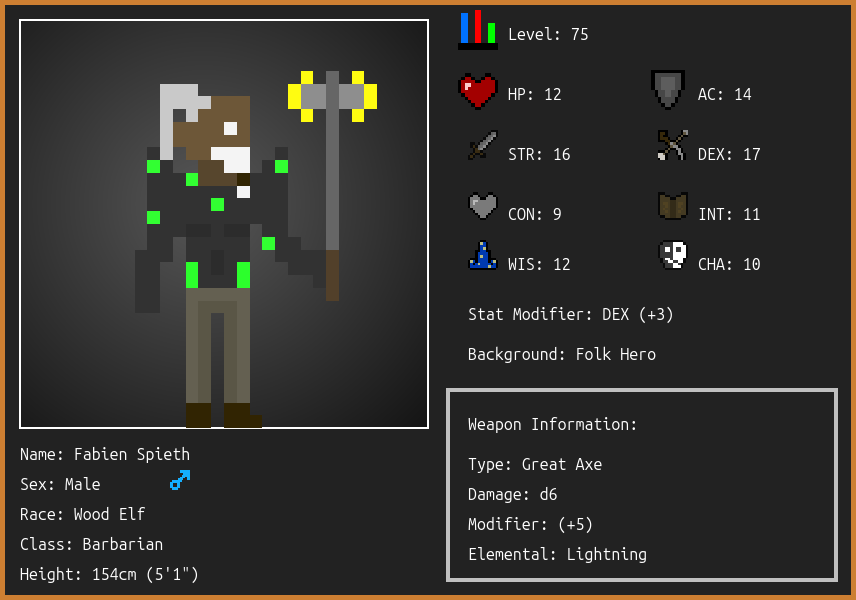 Level: 75
HP: 12
AC: 14
STR: 16
DEX: 17
CON: 9
INT: 11
WIS: 12
CHA: 10
Stat Modifier: DEX (+3)
Background: Folk Hero
Weapon Information:
Type: Great Axe
Damage: d6
Modifier: (+5)
Elemental: Lightning
Name: Fabien Spieth
Sex: Male
Race: Wood Elf
Class: Barbarian
Height: 154cm (5'1")